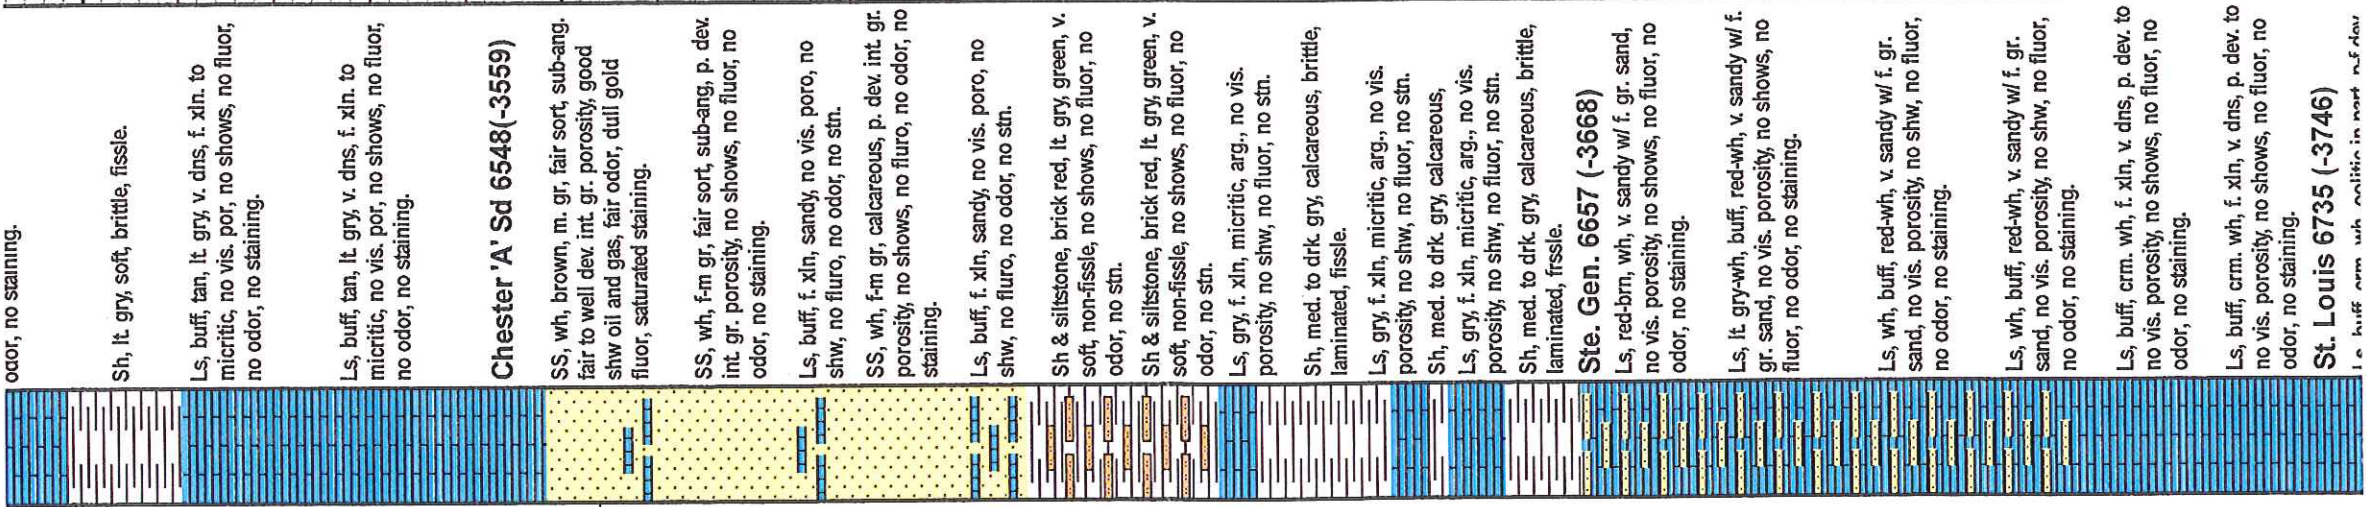 odor, no staining.
Sh, lt. gry, soft, brittle, fissle.
Ls, buff, tan, lt. gry, v. dns, f. xln. to
micritic, no vis. por, no shows, no fluor,
no odor, no staining.
Ls, buff, tan, lt. gry, v. dns, f. xln. to
micritic, no vis. por, no shows, no fluor,
no odor, no staining.
Chester 'A' Sd 6548(-3559)
SS, wh, brown, m. gr, fair sort, sub-ang.
fair to well dev. int. gr. porosity, good
shw oil and gas, fair odor, dull gold
fluor, saturated staining.
SS, wh, f-m gr, fair sort, sub-ang, p. dev.
int. gr. porosity, no shows, no fluor, no
odor, no staining.
Ls, buff, f. xln, sandy, no vis. poro, no
shw, no fluro, no odor, no stn.
SS, wh, f-m gr, calcareous, p. dev. int. gr.
porosity, no shows, no fluro, no odor, no
staining.
Ls, buff, f. xln, sandy, no vis. poro, no
shw, no fluro, no odor, no stn.
Sh & siltstone, brick red, lt. gry, green, v.
soft, non-fissle, no shows, no fluor, no
odor, no stn.
Sh & siltstone, brick red, lt. gry, green, v.
soft, non-fissle, no shows, no fluor, no
odor, no stn.
Ls, gry, f. xln, micritic, arg., no vis.
porosity, no shw, no fluor, no stn.
Sh, med. to drk. gry, calcareous, brittle,
laminated, fissle.
Ls, gry, f. xln, micritic, arg., no vis.
porosity, no shw, no fluor, no stn.
Sh, med. to drk. gry, calcareous,
Ls, gry, f. xln, micritic, arg., no vis.
porosity, no shw, no fluor, no stn.
Sh, med. to drk. gry, calcareous, brittle,
laminated, frssle.
Ste. Gen. 6657 (-3668)
Ls, red-brn, wh, v. sandy w/ f. gr. sand,
no vis. porosity, no shows, no fluor, no
odor, no staining.
Ls, lt. gry-wh, buff, red-wh, v. sandy w/ f.
gr. sand, no vis. porosity, no shows, no
fluor, no odor, no staining.
Ls, wh, buff, red-wh, v. sandy w/ f. gr.
sand, no vis. porosity, no shw, no fluor,
no odor, no staining.
Ls, wh, buff, red-wh, v. sandy w/ f. gr.
sand, no vis. porosity, no shw, no fluor,
no odor, no staining.
Ls, buff, crm. wh, f. xln, v. dns, p. dev. to
no vis. porosity, no shows, no fluor, no
odor, no staining.
Ls, buff, crm. wh, f. xln, v. dns, p. dev. to
no vis. porosity, no shows, no fluor, no
odor, no staining.
St. Louis 6735 (-3746)